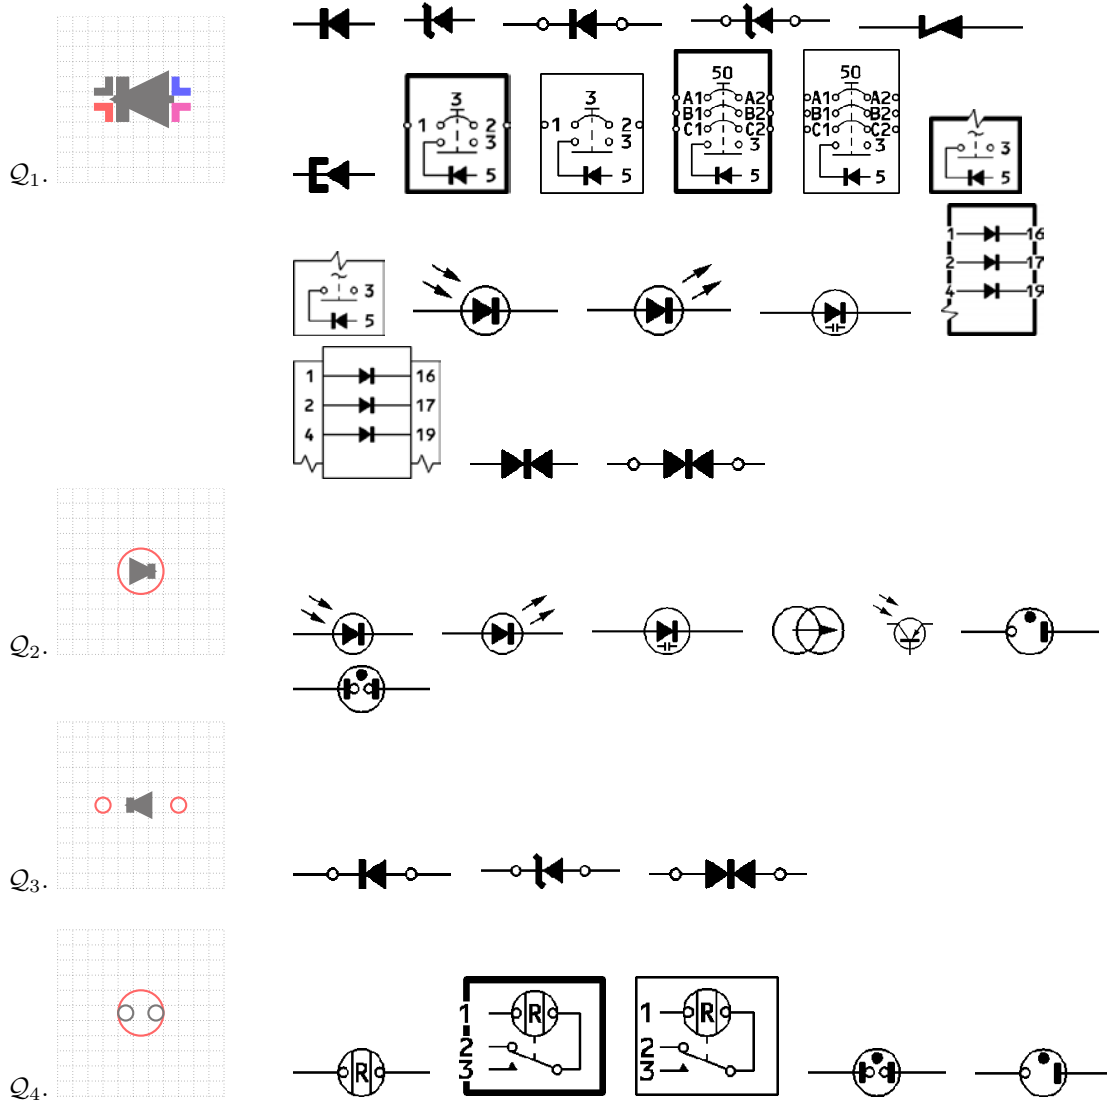 50 50
3 3 A1 A2 A1 A2
1 2 1 2 B1 B2 B1 B2
3 3 C1 C2 C1 C2
3 3 3
Q1. 5 5 5 5 5
1 16
3 2 17
5 4 19
1 16
2 17
4 19
Q2.
Q3.
1 R 1 R
2 2
R 3 3
Q4.